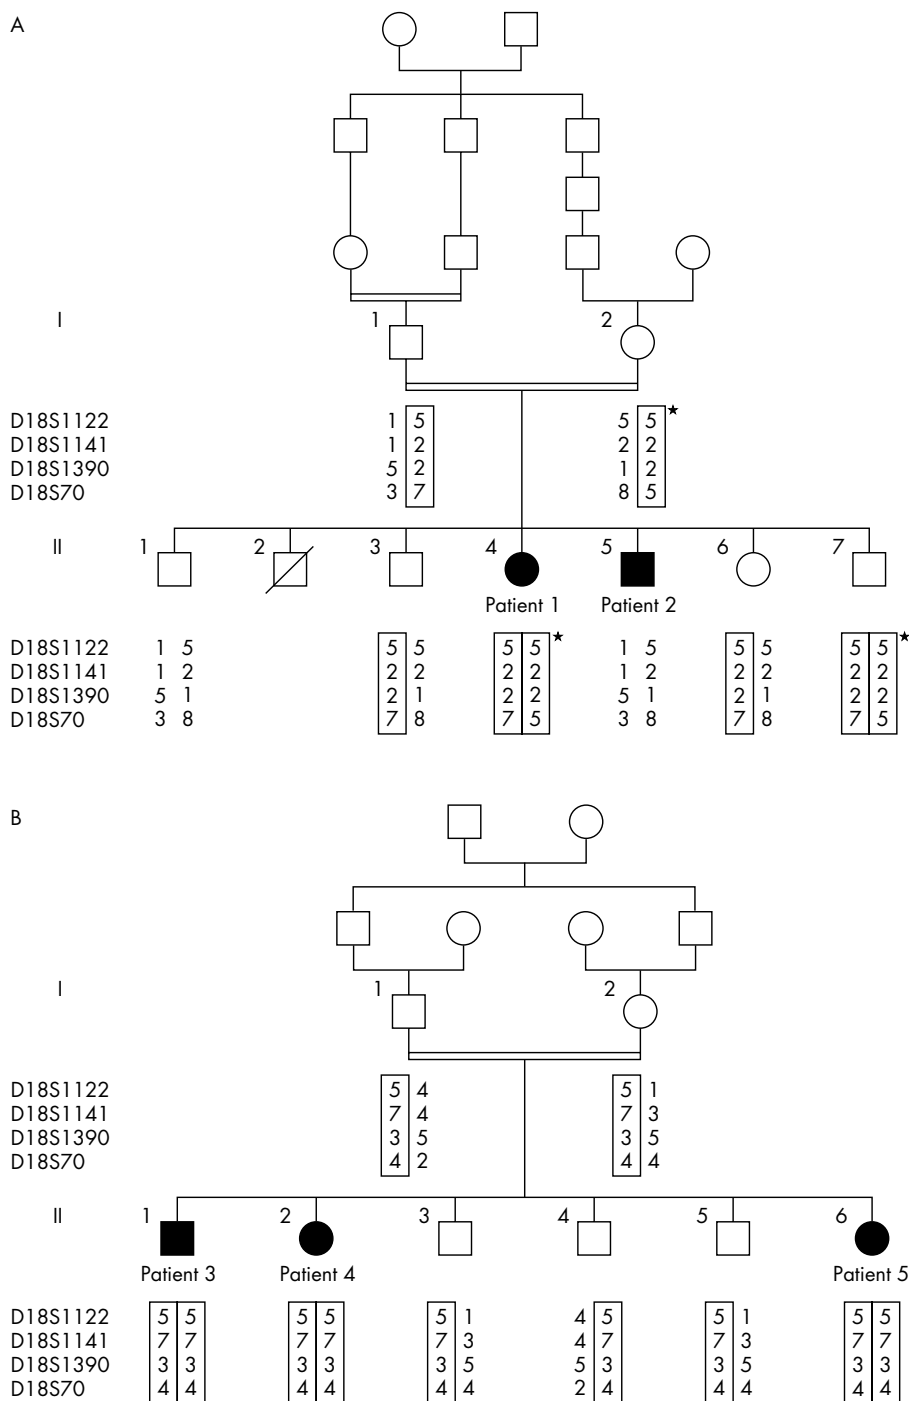 A
I 1 2
D18S1122 1 5 5 5 ★
D18S1141 1 2 2 2
D18S1390 5 2 1 2
D18S70 3 7 8 5
II 1 2 3 4 5 6 7
Patient 1 Patient 2
D18S1122 1 5 5 5 5 5 ★ 1 5 5 5 5 5 ★
D18S1141 1 2 2 2 2 2 1 2 2 2 2 2
D18S1390 5 1 2 1 2 2 5 1 2 1 2 2
D18S70 3 8 7 8 7 5 3 8 7 8 7 5
B
I 1 2
D18S1122 5 4 5 1
D18S1141 7 4 7 3
D18S1390 3 5 3 5
D18S70 4 2 4 4
II 1 2 3 4 5 6
Patient 3 Patient 4 Patient 5
D18S1122 5 5 5 5 5 1 4 5 5 1 5 5
D18S1141 7 7 7 7 7 3 4 7 7 3 7 7
D18S1390 3 3 3 3 3 5 5 3 3 5 3 3
D18S70 4 4 4 4 4 4 2 4 4 4 4 4